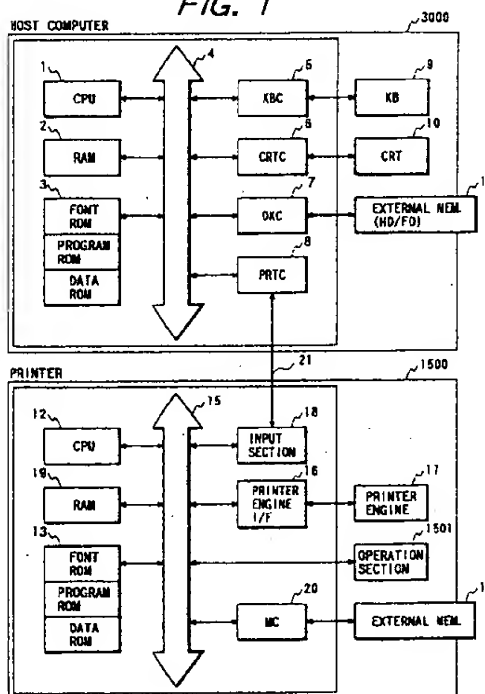 FIG. 1
HOST COMPUTER
3000
4
1
CPU
5
KBC
9
KB
2
RAM
6
CRTC
10
CRT
3
FONT
ROM
PROGRAM
ROM
DATA
ROM
7
DKC
EXTERNAL MEM.
(HD/FD)
8
PRTC
21
PRINTER
1500
15
12
CPU
18
INPUT
SECTION
19
RAM
16
PRINTER
ENGINE
I/F
17
PRINTER
ENGINE
13
FONT
ROM
PROGRAM
ROM
DATA
ROM
1501
OPERATION
SECTION
20
MC
EXTERNAL MEM.